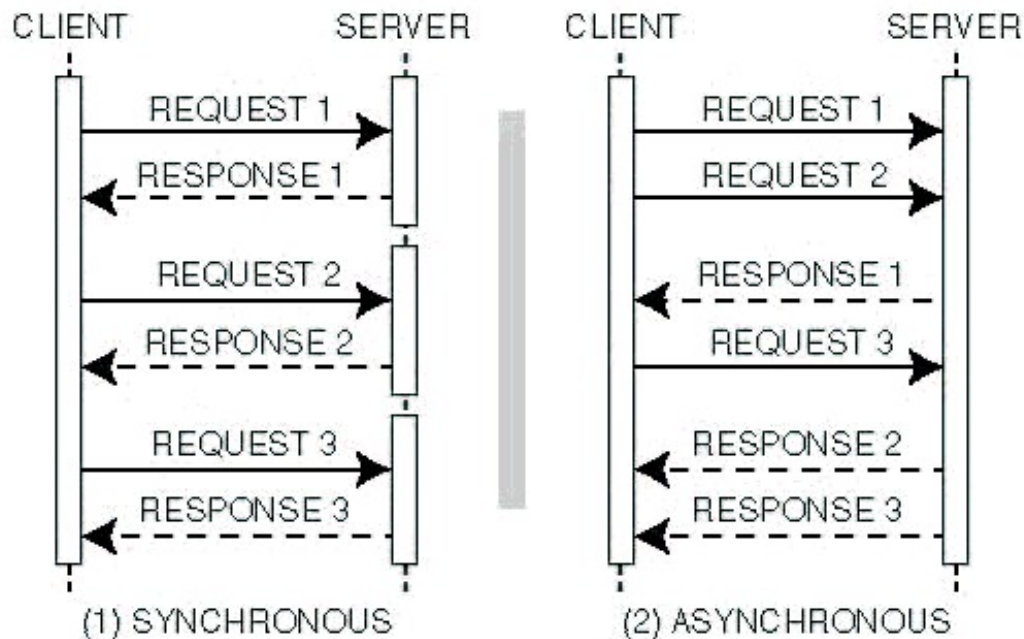 CLIENT SERVER
REQUEST 1
RESPONSE 1
REQUEST 2
RESPONSE 2
REQUEST 3
RESPONSE 3
(1) SYNCHRONOUS
CLIENT SERVER
REQUEST 1
REQUEST 2
RESPONSE 1
REQUEST 3
RESPONSE 2
RESPONSE 3
(2) ASYNCHRONOUS